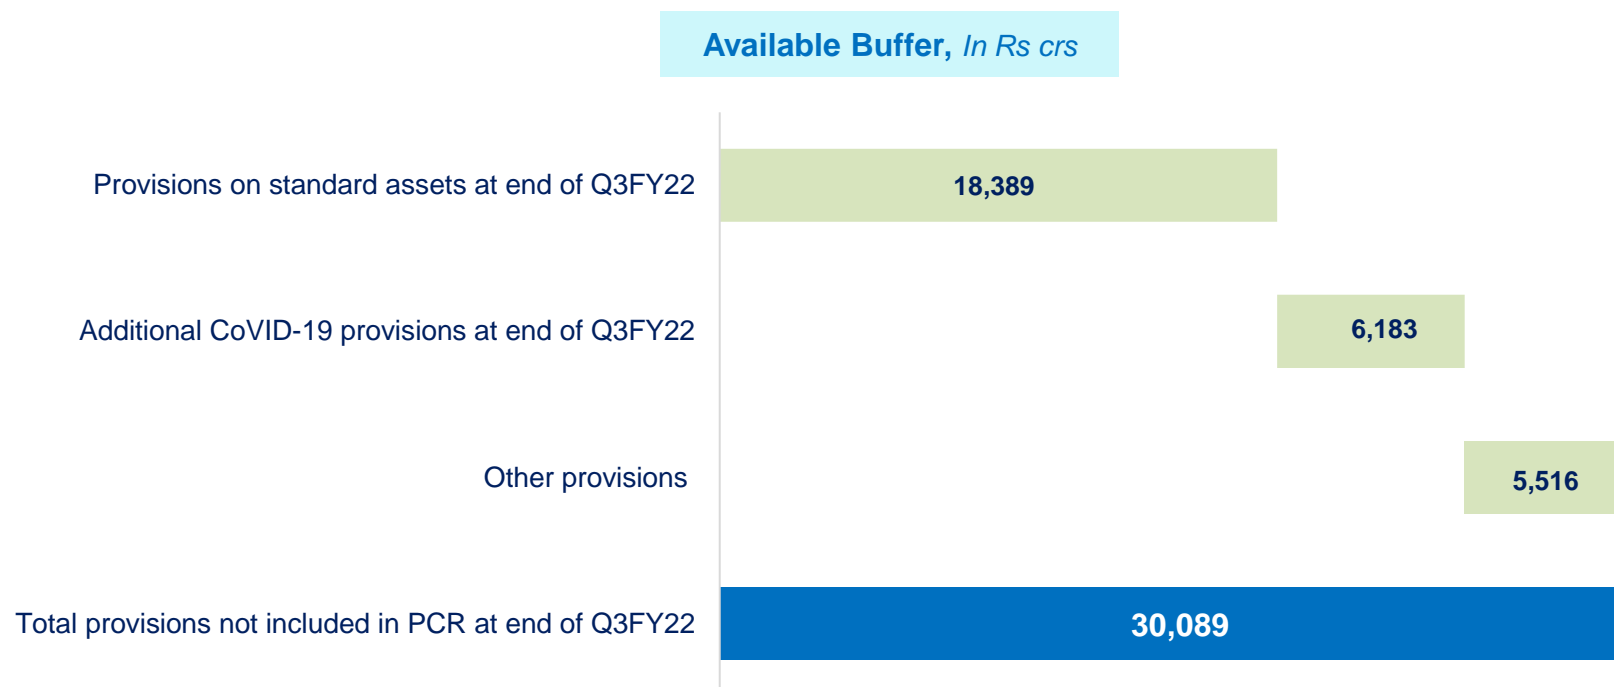 Available Buffer, In Rs crs
Provisions on standard assets at end of Q3FY22
18,389
Additional CoVID-19 provisions at end of Q3FY22
6,183
Other provisions
5,516
Total provisions not included in PCR at end of Q3FY22
30,089